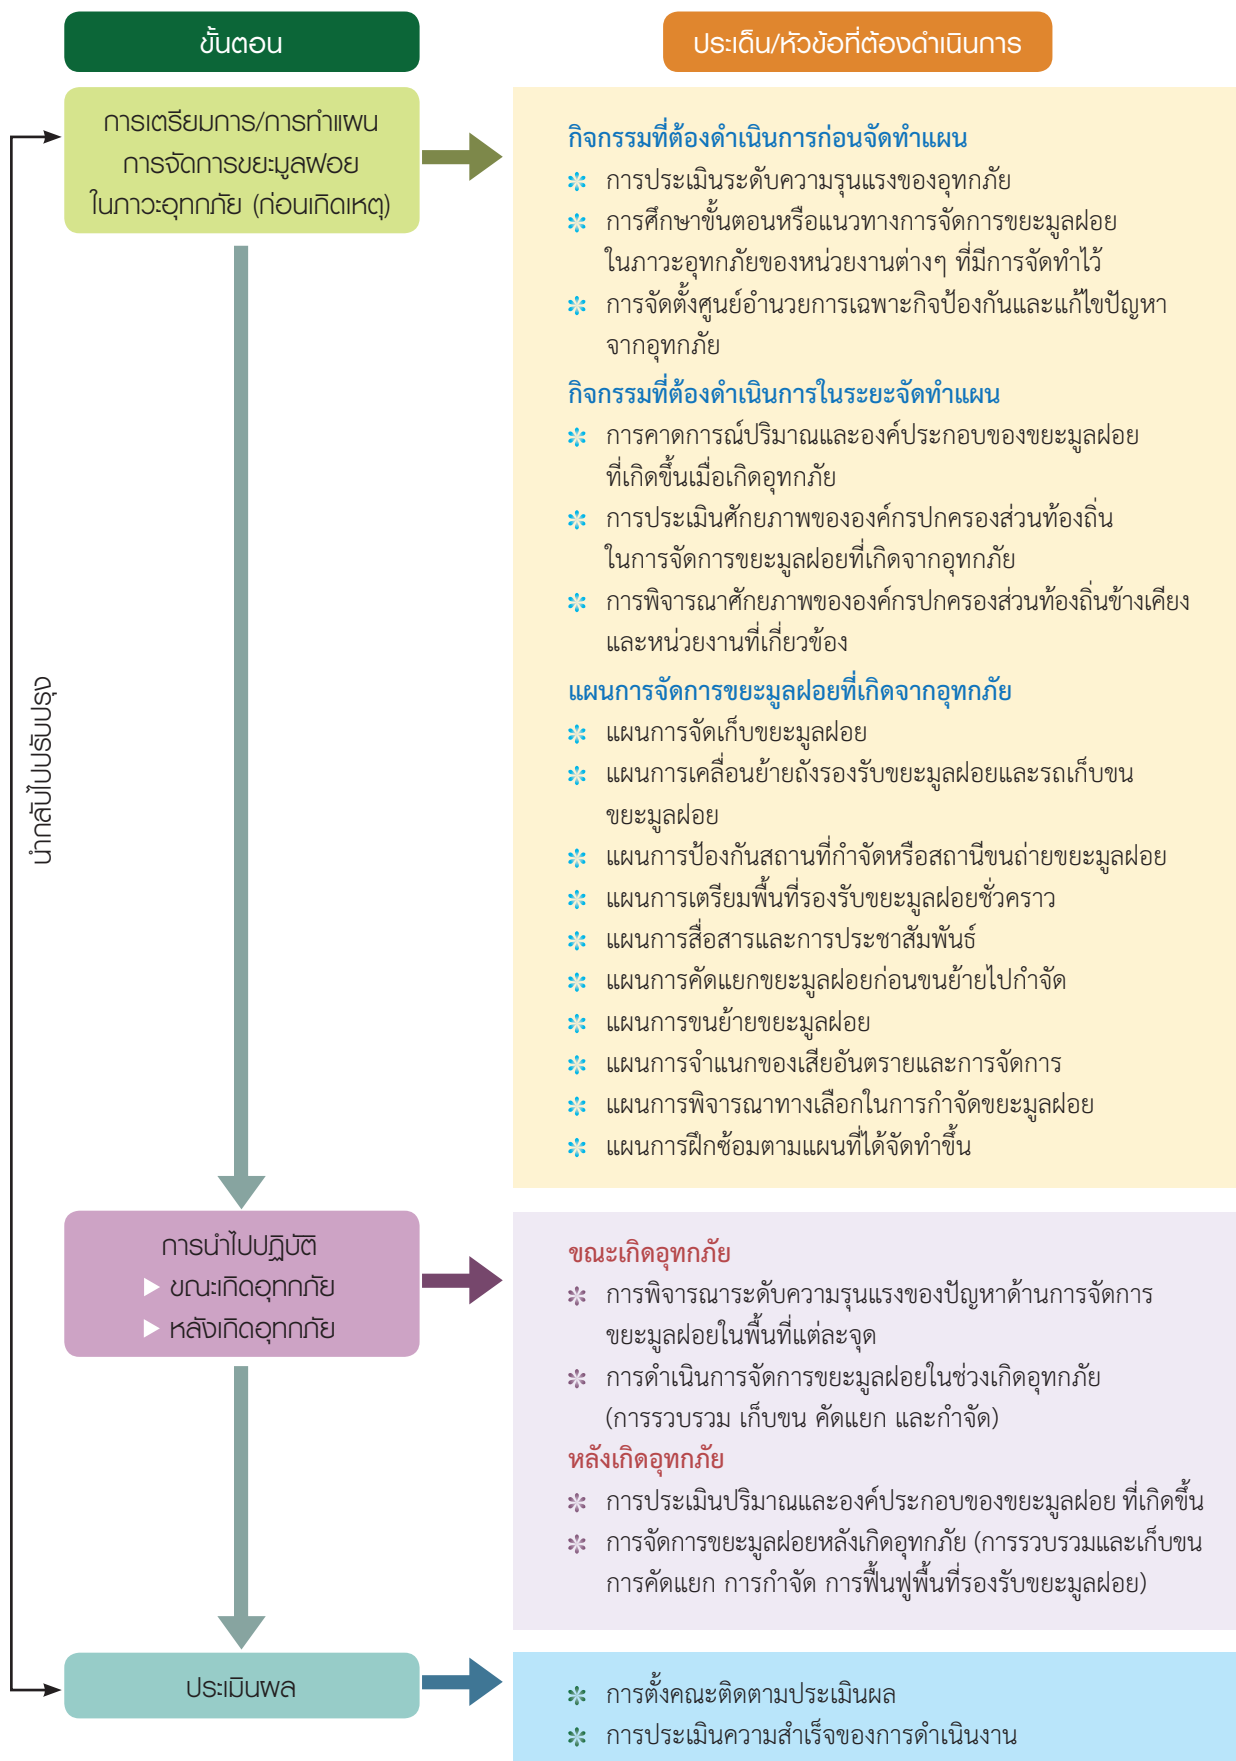 ขั้นตอน
ประเด็น/หัวข้อที่ต้องดำเนินการ
การเตรียมการ/การทำแผน
การจัดการขยะมูลฝอย
ในภาวะอุทกภัย (ก่อนเกิดเหตุ)
กิจกรรมที่ต้องดำเนินการก่อนจัดทำแผน
การประเมินระดับความรุนแรงของอุทกภัย
การศึกษาขั้นตอนหรือแนวทางการจัดการขยะมูลฝอย
ในภาวะอุทกภัยของหน่วยงานต่างๆ ที่มีการจัดทำไว้
การจัดตั้งศูนย์อำนวยการเฉพาะกิจป้องกันและแก้ไขปัญหา
จากอุทกภัย
กิจกรรมที่ต้องดำเนินการในระยะจัดทำแผน
การคาดการณ์ปริมาณและองค์ประกอบของขยะมูลฝอย
ที่เกิดขึ้นเมื่อเกิดอุทกภัย
การประเมินศักยภาพขององค์กรปกครองส่วนท้องถิ่น
ในการจัดการขยะมูลฝอยที่เกิดจากอุทกภัย
การพิจารณาศักยภาพขององค์กรปกครองส่วนท้องถิ่นข้างเคียง
และหน่วยงานที่เกี่ยวข้อง
แผนการจัดการขยะมูลฝอยที่เกิดจากอุทกภัย
แผนการจัดเก็บขยะมูลฝอย
แผนการเคลื่อนย้ายถังรองรับขยะมูลฝอยและรถเก็บขน
ขยะมูลฝอย
แผนการป้องกันสถานที่กำจัดหรือสถานีขนถ่ายขยะมูลฝอย
แผนการเตรียมพื้นที่รองรับขยะมูลฝอยชั่วคราว
แผนการสื่อสารและการประชาสัมพันธ์
แผนการคัดแยกขยะมูลฝอยก่อนขนย้ายไปกำจัด
แผนการขนย้ายขยะมูลฝอย
แผนการจำแนกของเสียอันตรายและการจัดการ
แผนการพิจารณาทางเลือกในการกำจัดขยะมูลฝอย
แผนการฝึกซ้อมตามแผนที่ได้จัดทำขึ้น
นำกลับไปปรับปรุง
การนำไปปฏิบัติ
ขณะเกิดอุทกภัย
หลังเกิดอุทกภัย
ขณะเกิดอุทกภัย
การพิจารณาระดับความรุนแรงของปัญหาด้านการจัดการ
ขยะมูลฝอยในพื้นที่แต่ละจุด
การดำเนินการจัดการขยะมูลฝอยในช่วงเกิดอุทกภัย
(การรวบรวม เก็บขน คัดแยก และกำจัด)
หลังเกิดอุทกภัย
การประเมินปริมาณและองค์ประกอบของขยะมูลฝอย ที่เกิดขึ้น
การจัดการขยะมูลฝอยหลังเกิดอุทกภัย (การรวบรวมและเก็บขน
การคัดแยก การกำจัด การฟื้นฟูพื้นที่รองรับขยะมูลฝอย)
ประเมินผล
การตั้งคณะติดตามประเมินผล
การประเมินความสำเร็จของการดำเนินงาน